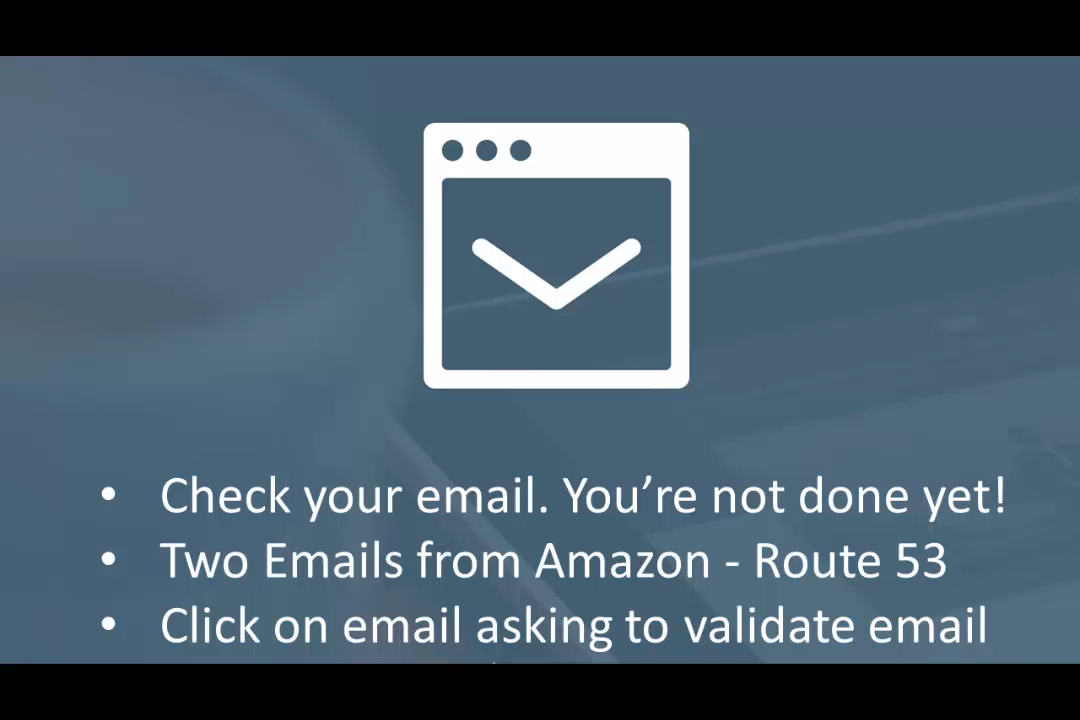 • Check your email. You’re not done yet!
• Two Emails from Amazon - Route 53
• Click on email asking to validate email